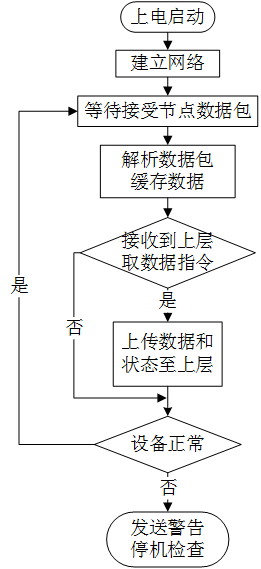 上电启动
建立网络
等待接受节点数据包
解析数据包
缓存数据
接收到上层
取数据指令
是
是
否
上传数据和
状态至上层
设备正常
否
发送警告
停机检查